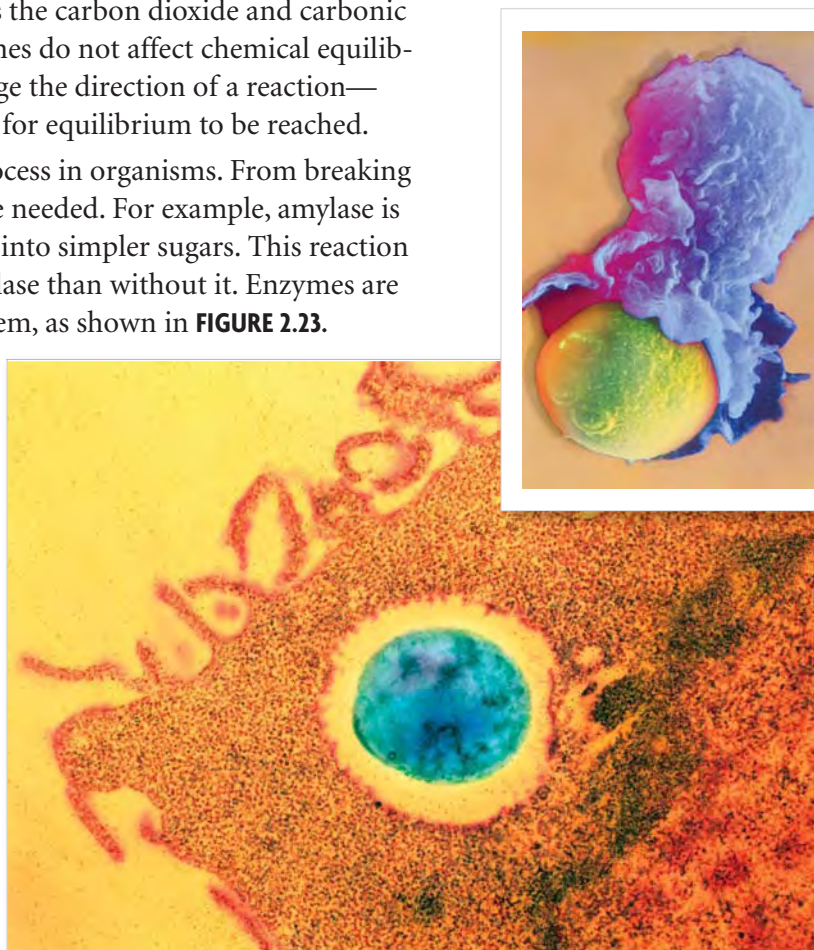 s the carbon dioxide and carbonic
nes do not affect chemical equilib-
ge the direction of a reaction—
for equilibrium to be reached.
ocess in organisms. From breaking
e needed. For example, amylase is
into simpler sugars. This reaction
lase than without it. Enzymes are
em, as shown in FIGURE 2.23.